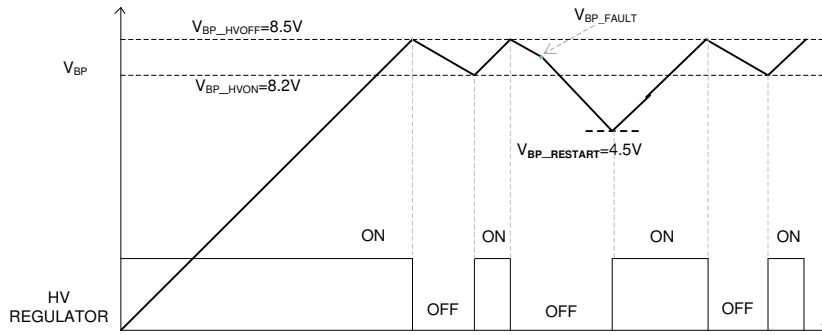 V_BP_HVOFF=8.5V
V_BP_FAULT
V_BP
V_BP_HVON=8.2V
V_BP_RESTART=4.5V
ON
ON
ON
ON
HV
REGULATOR
OFF
OFF
OFF